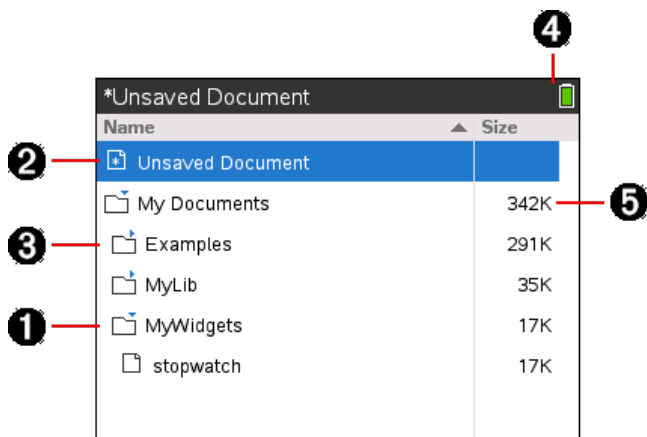 4
*Unsaved Document
Name Size
2 Unsaved Document
My Documents 342K 5
3 Examples 291K
MyLib 35K
1 MyWidgets 17K
stopwatch 17K